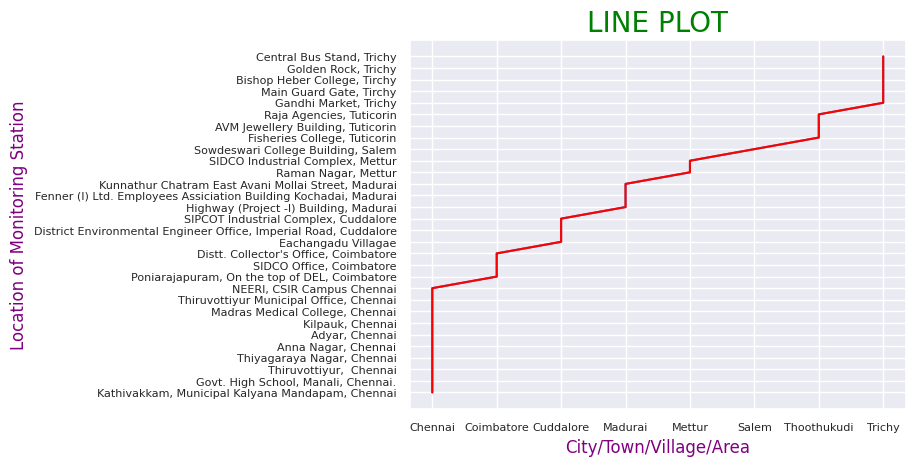 LINE PLOT
Location of Monitoring Station
Central Bus Stand, Trichy
Golden Rock, Trichy
Bishop Heber College, Tirchy
Main Guard Gate, Tirchy
Gandhi Market, Trichy
Raja Agencies, Tuticorin
AVM Jewellery Building, Tuticorin
Fisheries College, Tuticorin
Sowdeswari College Building, Salem
SIDCO Industrial Complex, Mettur
Raman Nagar, Mettur
Kunnathur Chatram East Avani Mollai Street, Madurai
Fenner (I) Ltd. Employees Assiciation Building Kochadai, Madurai
Highway (Project -I) Building, Madurai
SIPCOT Industrial Complex, Cuddalore
District Environmental Engineer Office, Imperial Road, Cuddalore
Eachangadu Villagae
Distt. Collector's Office, Coimbatore
SIDCO Office, Coimbatore
Poniarajapuram, On the top of DEL, Coimbatore
NEERI, CSIR Campus Chennai
Thiruvottiyur Municipal Office, Chennai
Madras Medical College, Chennai
Kilpauk, Chennai
Adyar, Chennai
Anna Nagar, Chennai
Thiyagaraya Nagar, Chennai
Thiruvottiyur,  Chennai
Govt. High School, Manali, Chennai.
Kathivakkam, Municipal Kalyana Mandapam, Chennai
Chennai Coimbatore Cuddalore Madurai Mettur Salem Thoothukudi Trichy
City/Town/Village/Area